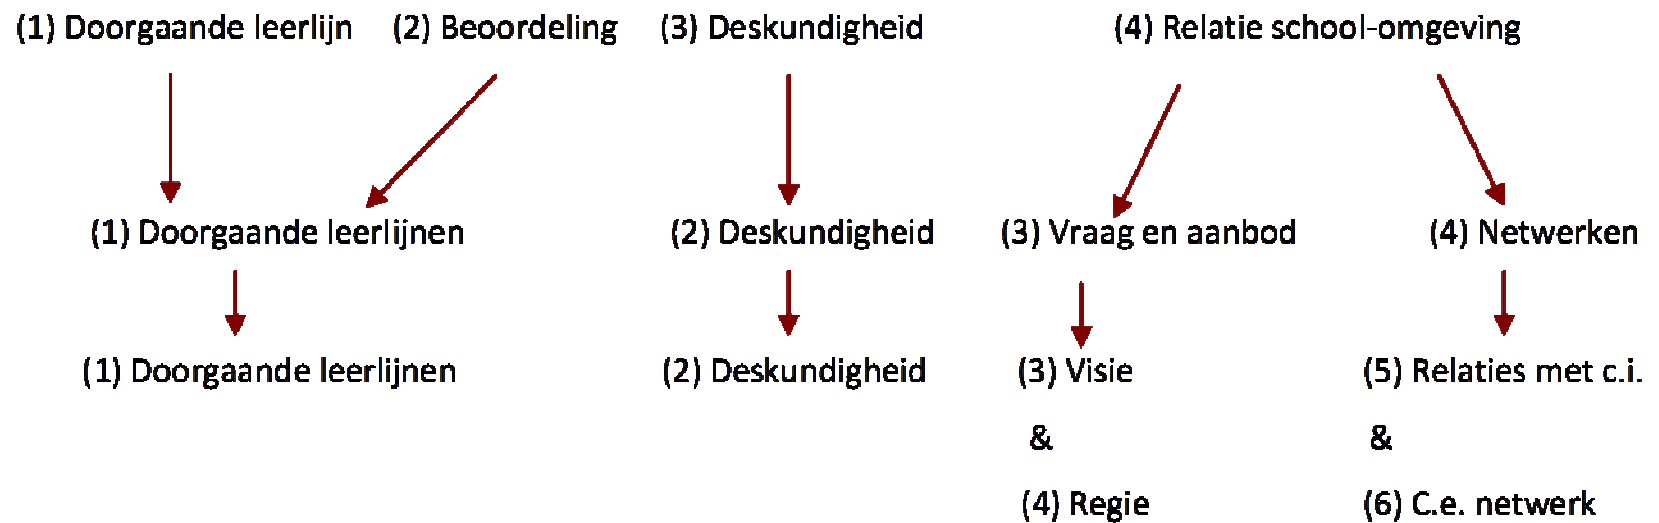 (1) Doorgaande leerlijn (2) Beoordeling (3) Deskundigheid (4) Relatie school-omgeving
(1) Doorgaande leerlijnen (2) Deskundigheid (3) Vraag en aanbod (4) Netwerken
(1) Doorgaande leerlijnen (2) Deskundigheid (3) Visie (5) Relaties met c.i.
& &
(4) Regie (6) C.e. netwerk